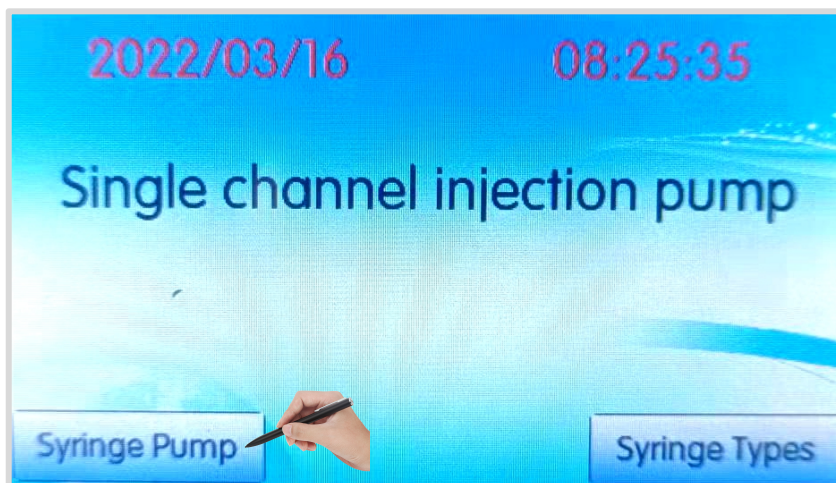 2022/03/16 08:25:35
Single channel injection pump
Syringe Pump Syringe Types